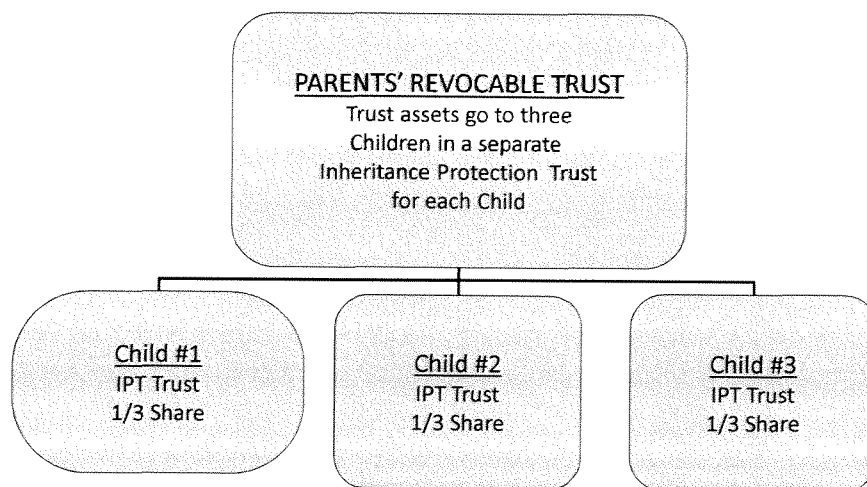 PARENTS' REVOCABLE TRUST
Trust assets go to three
Children in a separate
Inheritance Protection Trust
for each Child
Child #1
IPT Trust
1/3 Share
Child #2
IPT Trust
1/3 Share
Child #3
IPT Trust
1/3 Share